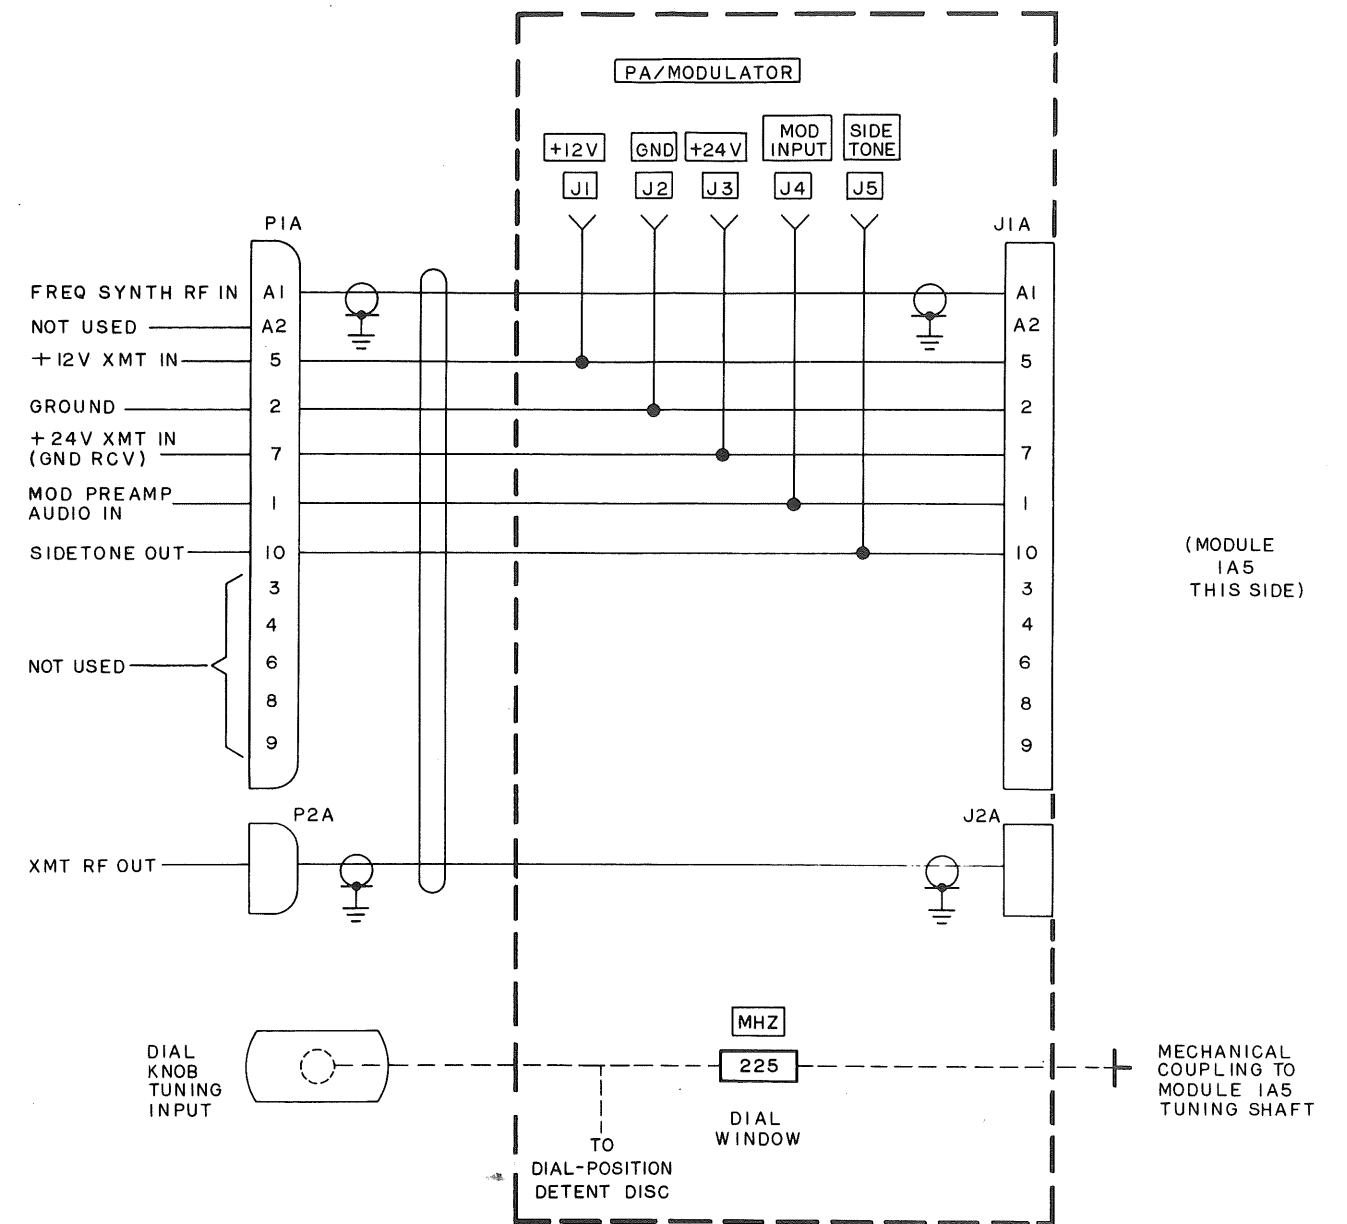 PA/MODULATOR
+12V
GND
+24V
MOD
INPUT
SIDE
TONE
J1
J2
J3
J4
J5
P1A
J1A
FREQ SYNTH RF IN
A1
A1
NOT USED
A2
A2
+12V XMT IN
5
5
GROUND
2
2
+24V XMT IN
(GND RCV)
7
7
MOD PREAMP
AUDIO IN
1
1
SIDETONE OUT
10
10
(MODULE
1A5
THIS SIDE)
3
3
4
4
NOT USED
6
6
8
8
9
9
P2A
J2A
XMT RF OUT
MHZ
225
DIAL
WINDOW
DIAL
KNOB
TUNING
INPUT
MECHANICAL
COUPLING TO
MODULE 1A5
TUNING SHAFT
TO
DIAL-POSITION
DETENT DISC